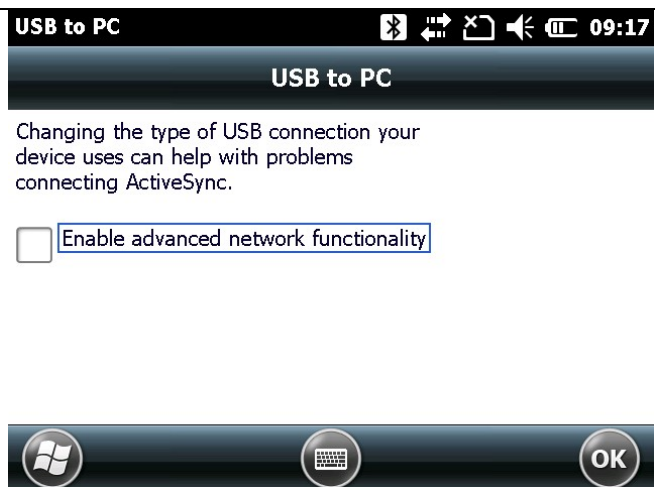 USB to PC 09:17
USB to PC
Changing the type of USB connection your
device uses can help with problems
connecting ActiveSync.
Enable advanced network functionality
OK